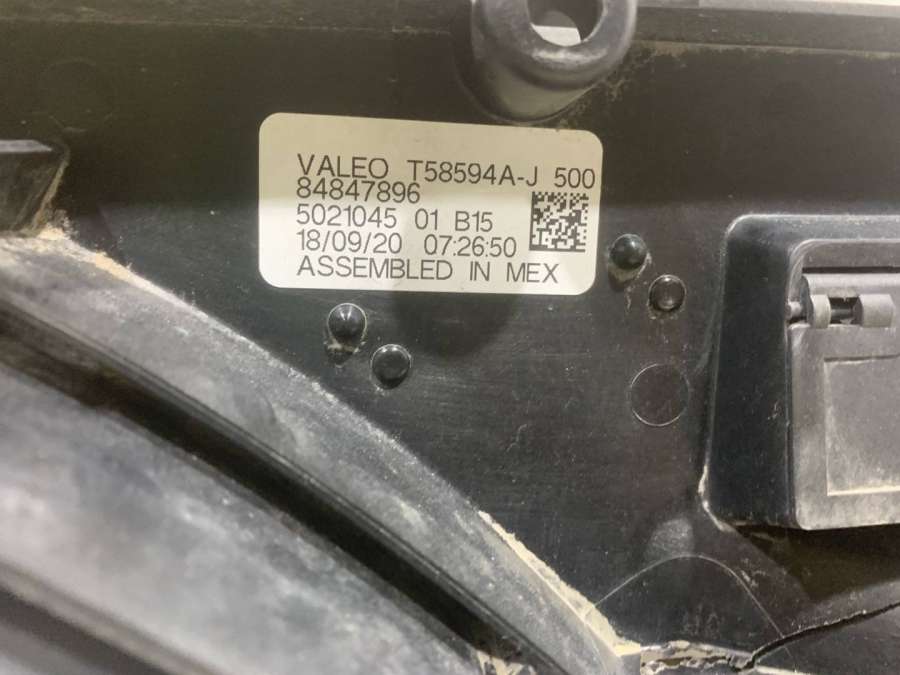 VALEO T58594A-J 500
84847896
5021045 01 B15
18/09/20 07:26:50
ASSEMBLED IN MEX